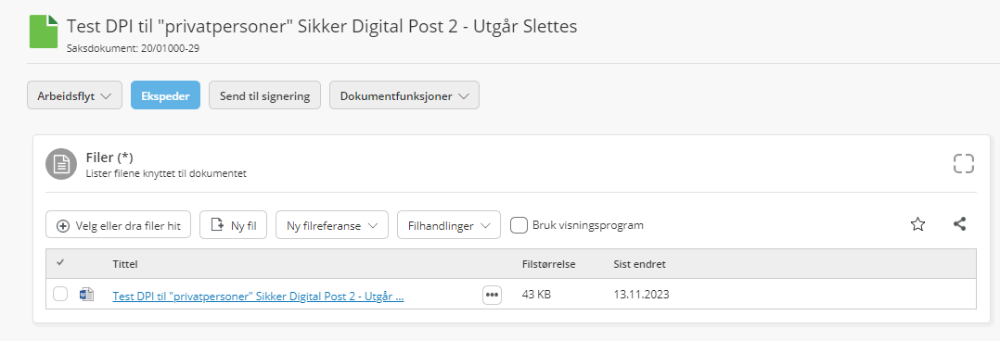 Test DPI til "privatpersoner" Sikker Digital Post 2 - Utgår Slettes
Saksdokument: 20/01000-29
Arbeidsflyt Ekspeder Send til signering Dokumentfunksjoner
Filer (*)
Lister filene knyttet til dokumentet
Velg eller dra filer hit Ny fil Ny filreferanse Filhandlinger Bruk visningsprogram
Tittel Filstørrelse Sist endret
Test DPI til "privatpersoner" Sikker Digital Post 2 - Utgår ... 43 KB 13.11.2023